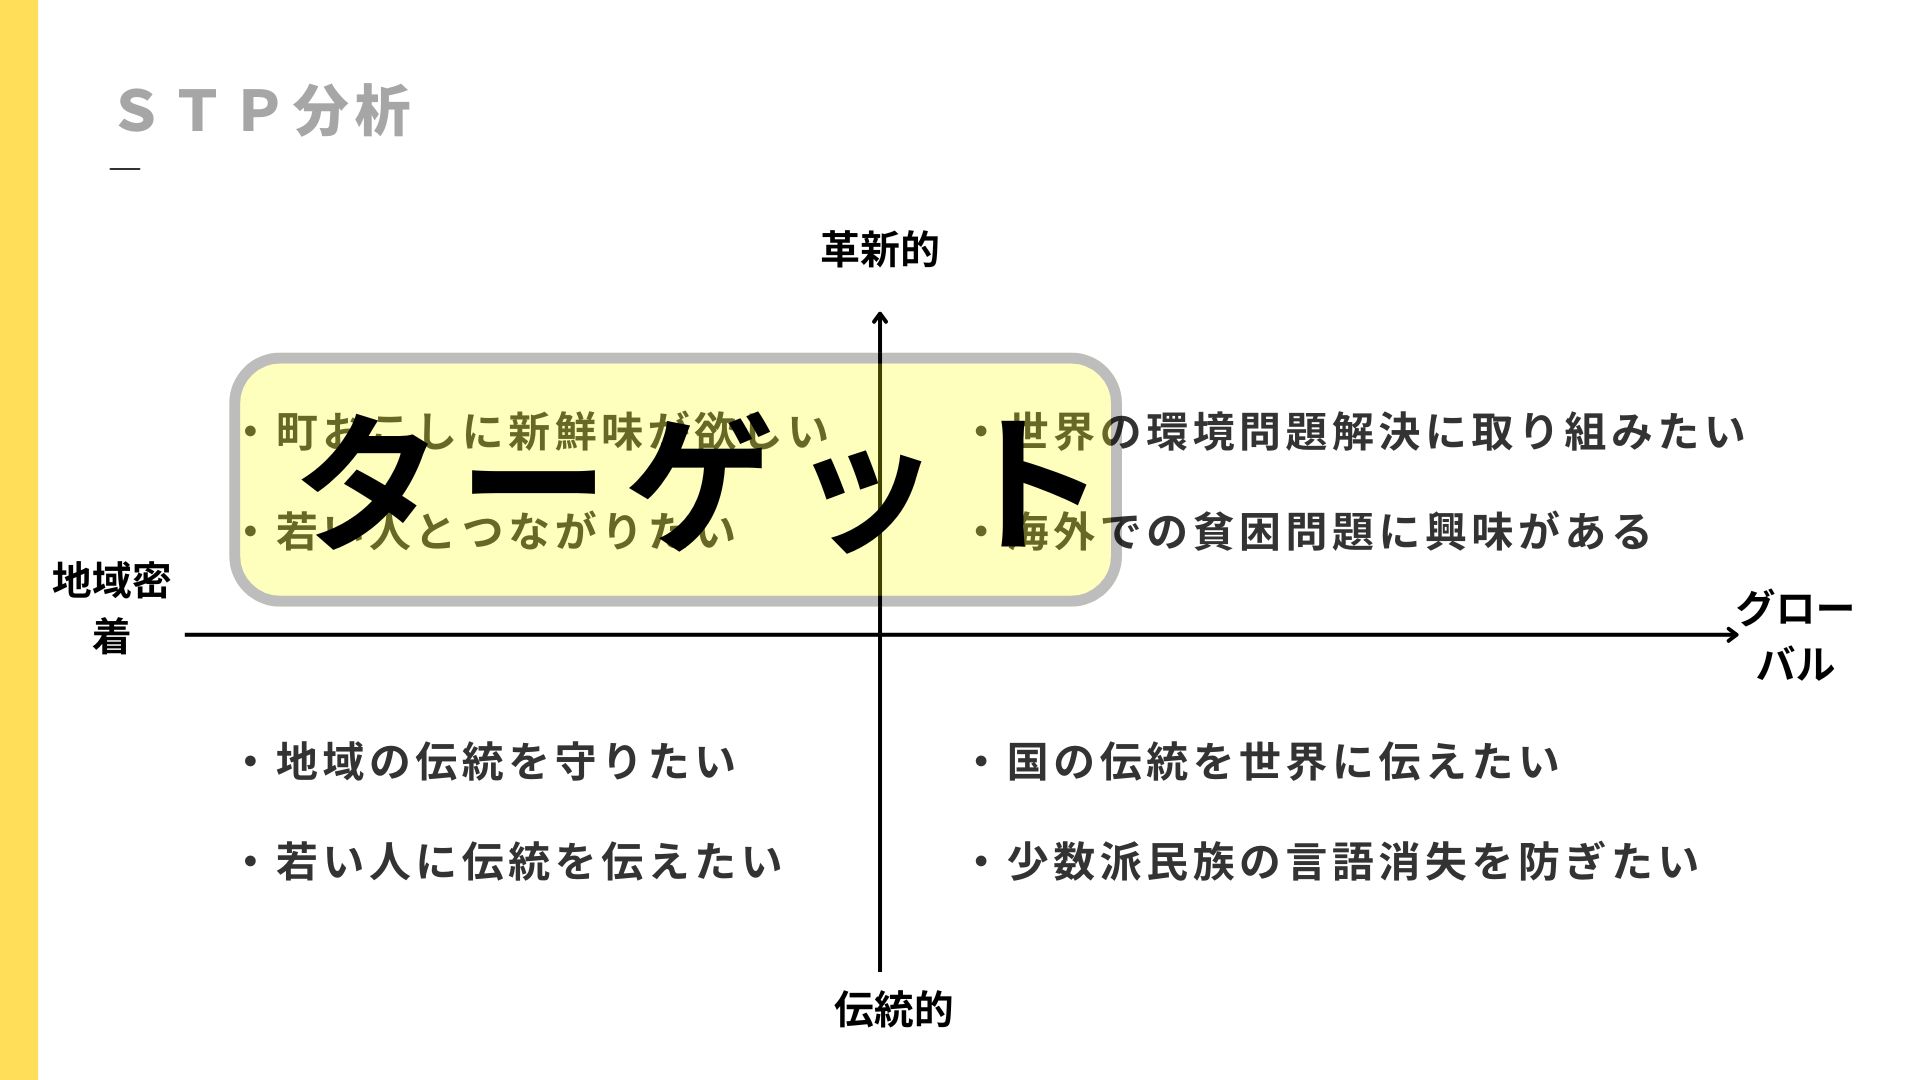 ＳＴＰ分析
革新的
・町おこしに新鮮味が欲しい
・世界の環境問題解決に取り組みたい
ターゲット
・若い人とつながりたい
・海外での貧困問題に興味がある
地域密
着
グロー
バル
・地域の伝統を守りたい
・国の伝統を世界に伝えたい
・若い人に伝統を伝えたい
・少数派民族の言語消失を防ぎたい
伝統的